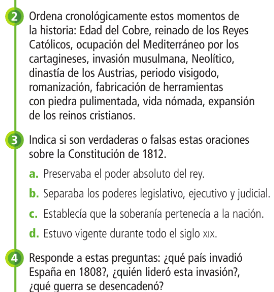 2 Ordena cronológicamente estos momentos de
la historia: Edad del Cobre, reinado de los Reyes
Católicos, ocupación del Mediterráneo por los
cartagineses, invasión musulmana, Neolítico,
dinastía de los Austrias, periodo visigodo,
romanización, fabricación de herramientas
con piedra pulimentada, vida nómada, expansión
de los reinos cristianos.
3 Indica si son verdaderas o falsas estas oraciones
sobre la Constitución de 1812.
a. Preservaba el poder absoluto del rey.
b. Separaba los poderes legislativo, ejecutivo y judicial.
c. Establecía que la soberanía pertenecía a la nación.
d. Estuvo vigente durante todo el siglo XIX.
4 Responde a estas preguntas: ¿qué país invadió
España en 1808?, ¿quién lideró esta invasión?,
¿qué guerra se desencadenó?